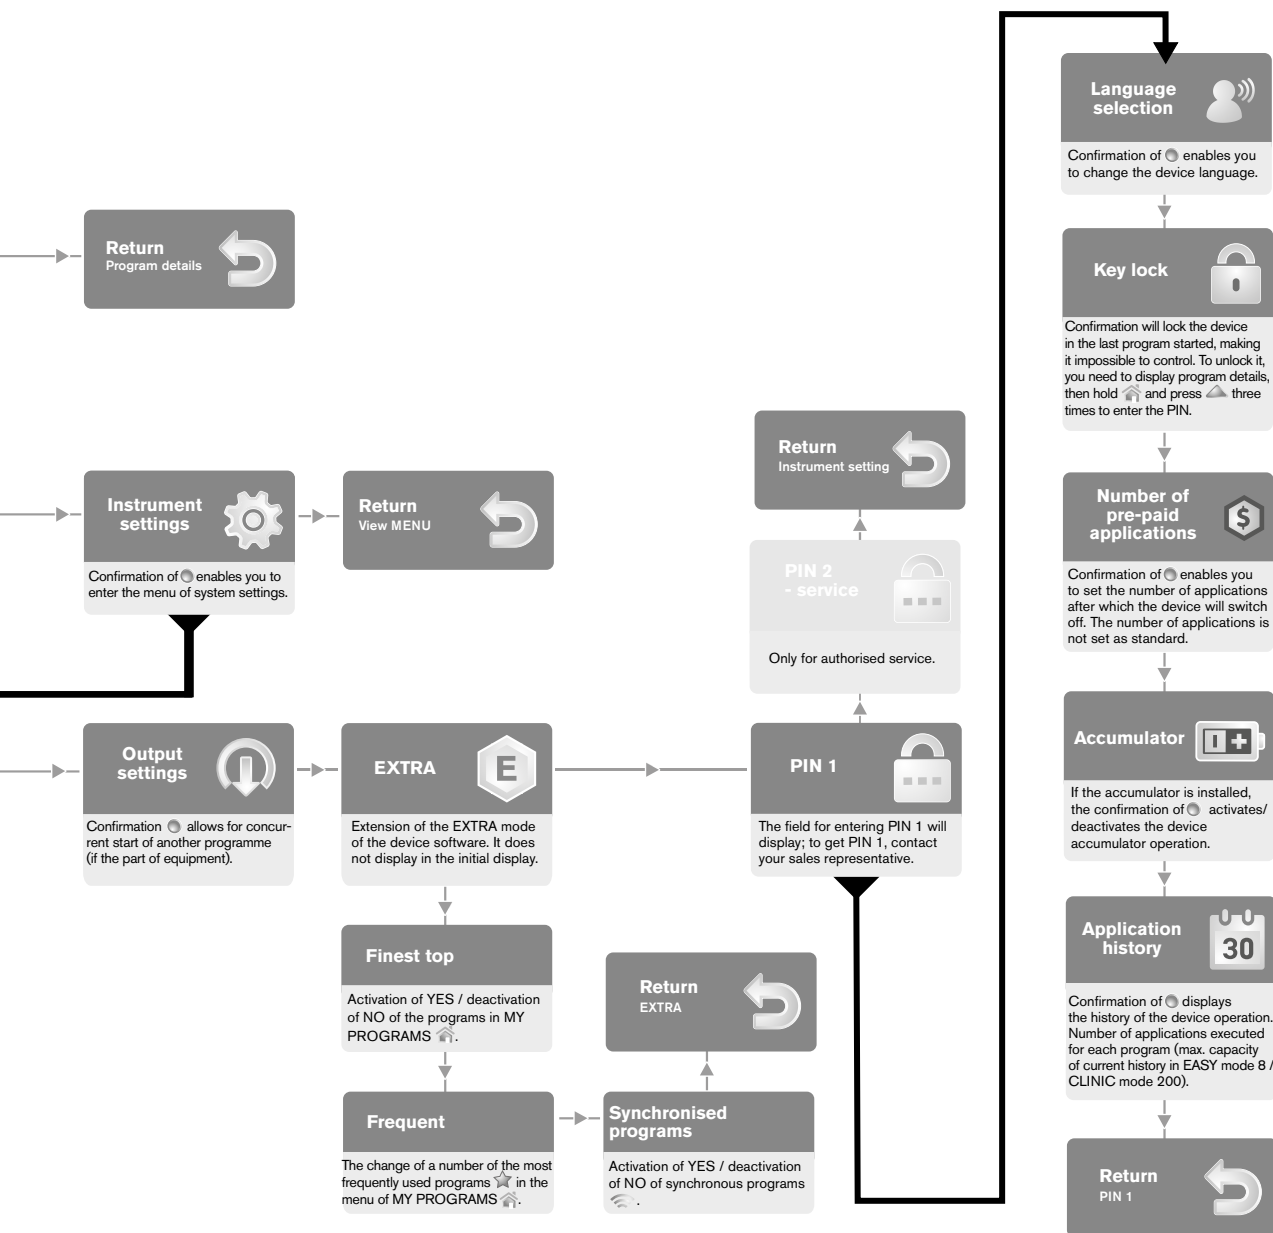 Return
Program details
Instrument
settings
Confirmation of enables you to
enter the menu of system settings.
Return
View MENU
Output
settings
Confirmation allows for concur-
rent start of another programme
(if the part of equipment).
EXTRA
E
Extension of the EXTRA mode
of the device software. It does
not display in the initial display.
Finest top
Activation of YES / deactivation
of NO of the programs in MY
PROGRAMS .
Frequent
The change of a number of the most
frequently used programs in the
menu of MY PROGRAMS .
Synchronised
programs
Activation of YES / deactivation
of NO of synchronous programs
.
Return
EXTRA
Return
Instrument setting
PIN 2
- service
Only for authorised service.
PIN 1
The field for entering PIN 1 will
display; to get PIN 1, contact
your sales representative.
Language
selection
Confirmation of enables you
to change the device language.
Key lock
Confirmation will lock the device
in the last program started, making
it impossible to control. To unlock it,
you need to display program details,
then hold and press three
times to enter the PIN.
Number of
pre-paid
applications
$
Confirmation of enables you
to set the number of applications
after which the device will switch
off. The number of applications is
not set as standard.
Accumulator
If the accumulator is installed,
the confirmation of activates/
deactivates the device
accumulator operation.
Application
history
30
Confirmation of displays
the history of the device operation.
Number of applications executed
for each program (max. capacity
of current history in EASY mode 8 /
CLINIC mode 200).
Return
PIN 1